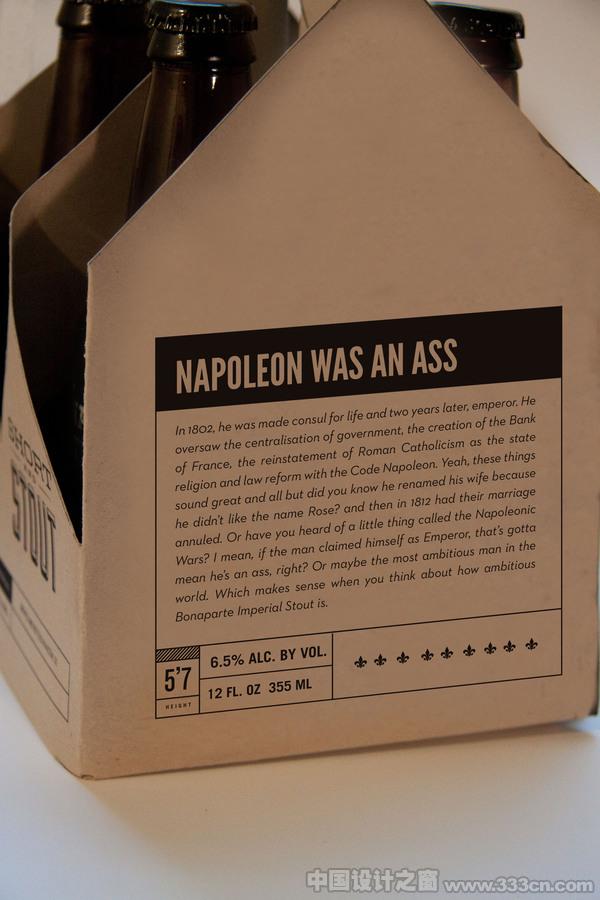 NAPOLEON WAS AN ASS
In 1802, he was made consul for life and two years later, emperor. He
oversaw the centralisation of government, the creation of the Bank
of France, the reinstatement of Roman Catholicism as the state
religion and law reform with the Code Napoleon. Yeah, these things
sound great and all but did you know he renamed his wife because
he didn't like the name Rose? and then in 1812 had their marriage
annuled. Or have you heard of a little thing called the Napoleonic
Wars? I mean, if the man claimed himself as Emperor, that's gotta
mean he's an ass, right? Or maybe the most ambitious man in the
world. Which makes sense when you think about how ambitious
Bonaparte Imperial Stout is.
5'7
HEIGHT
6.5% ALC. BY VOL.
12 FL. OZ 355 ML
SHORT
STOUT
中国设计之窗 www.333cn.com